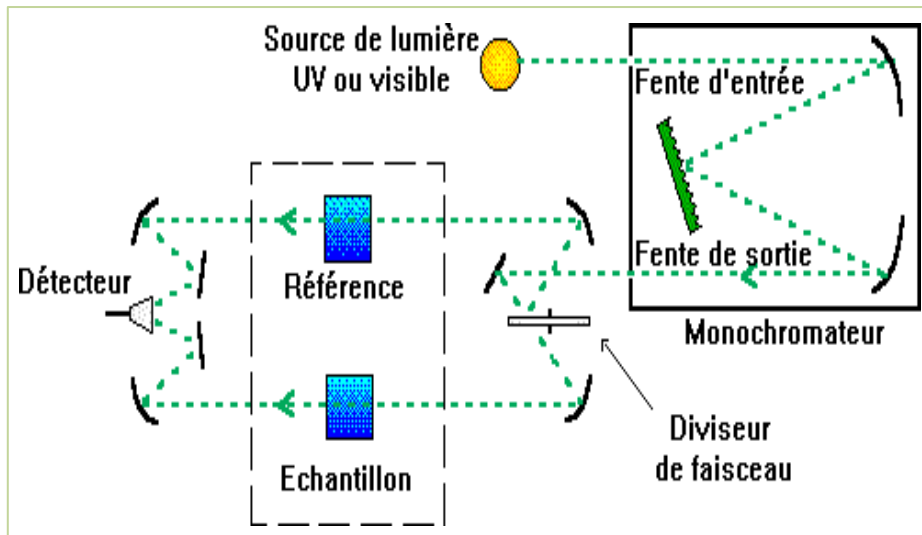 Source de lumière
UV ou visible
Fente d'entrée
Fente de sortie
Monochromateur
Détecteur
Référence
Echantillon
Diviseur
de faisceau